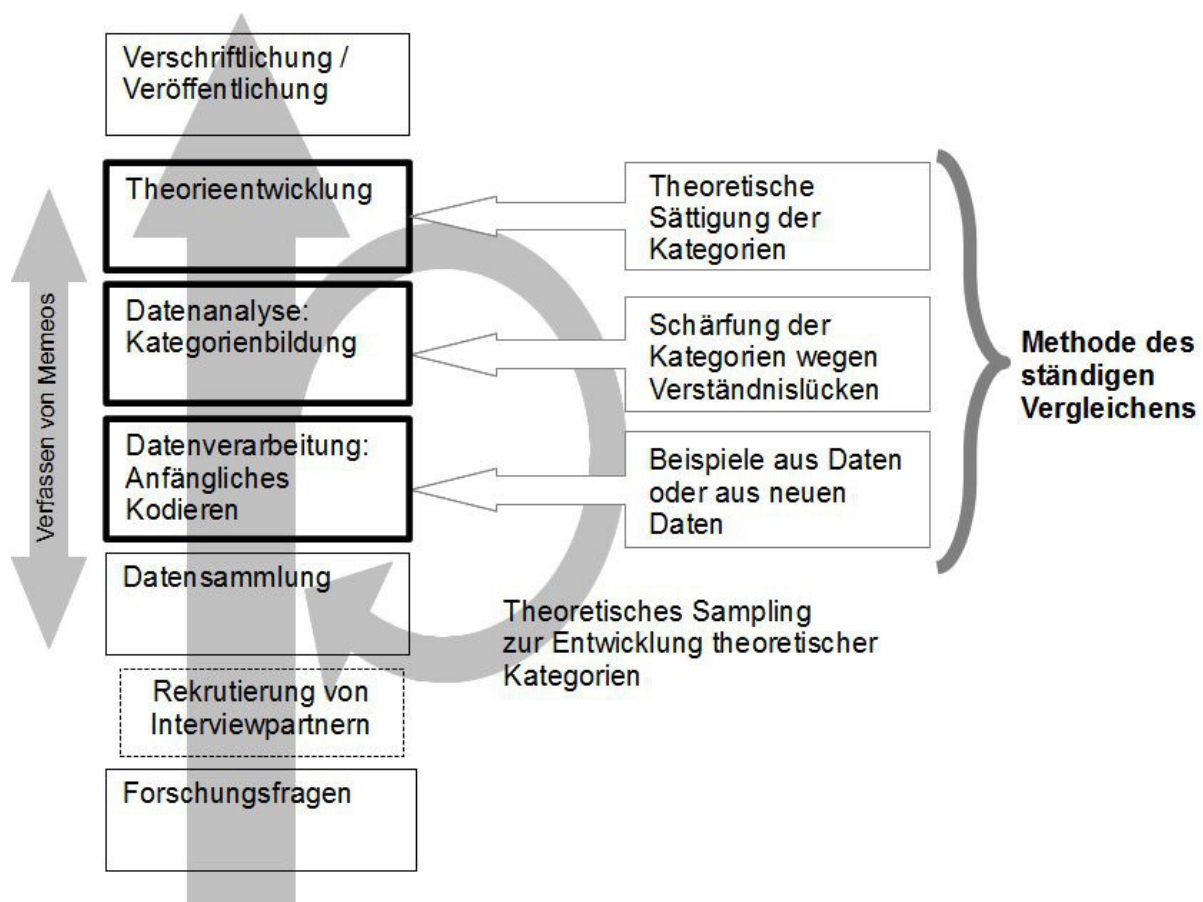 Verschriftlichung /
Veröffentlichung
Theorieentwicklung
Theoretische
Sättigung der
Kategorien
Datenanalyse:
Kategorienbildung
Schärfung der
Kategorien wegen
Verständnislücken
Methode des
ständigen
Vergleichens
Verfassen von Memeos
Datenverarbeitung:
Anfängliches
Kodieren
Beispiele aus Daten
oder aus neuen
Daten
Datensammlung
Theoretisches Sampling
zur Entwicklung theoretischer
Kategorien
Rekrutierung von
Interviewpartnern
Forschungsfragen